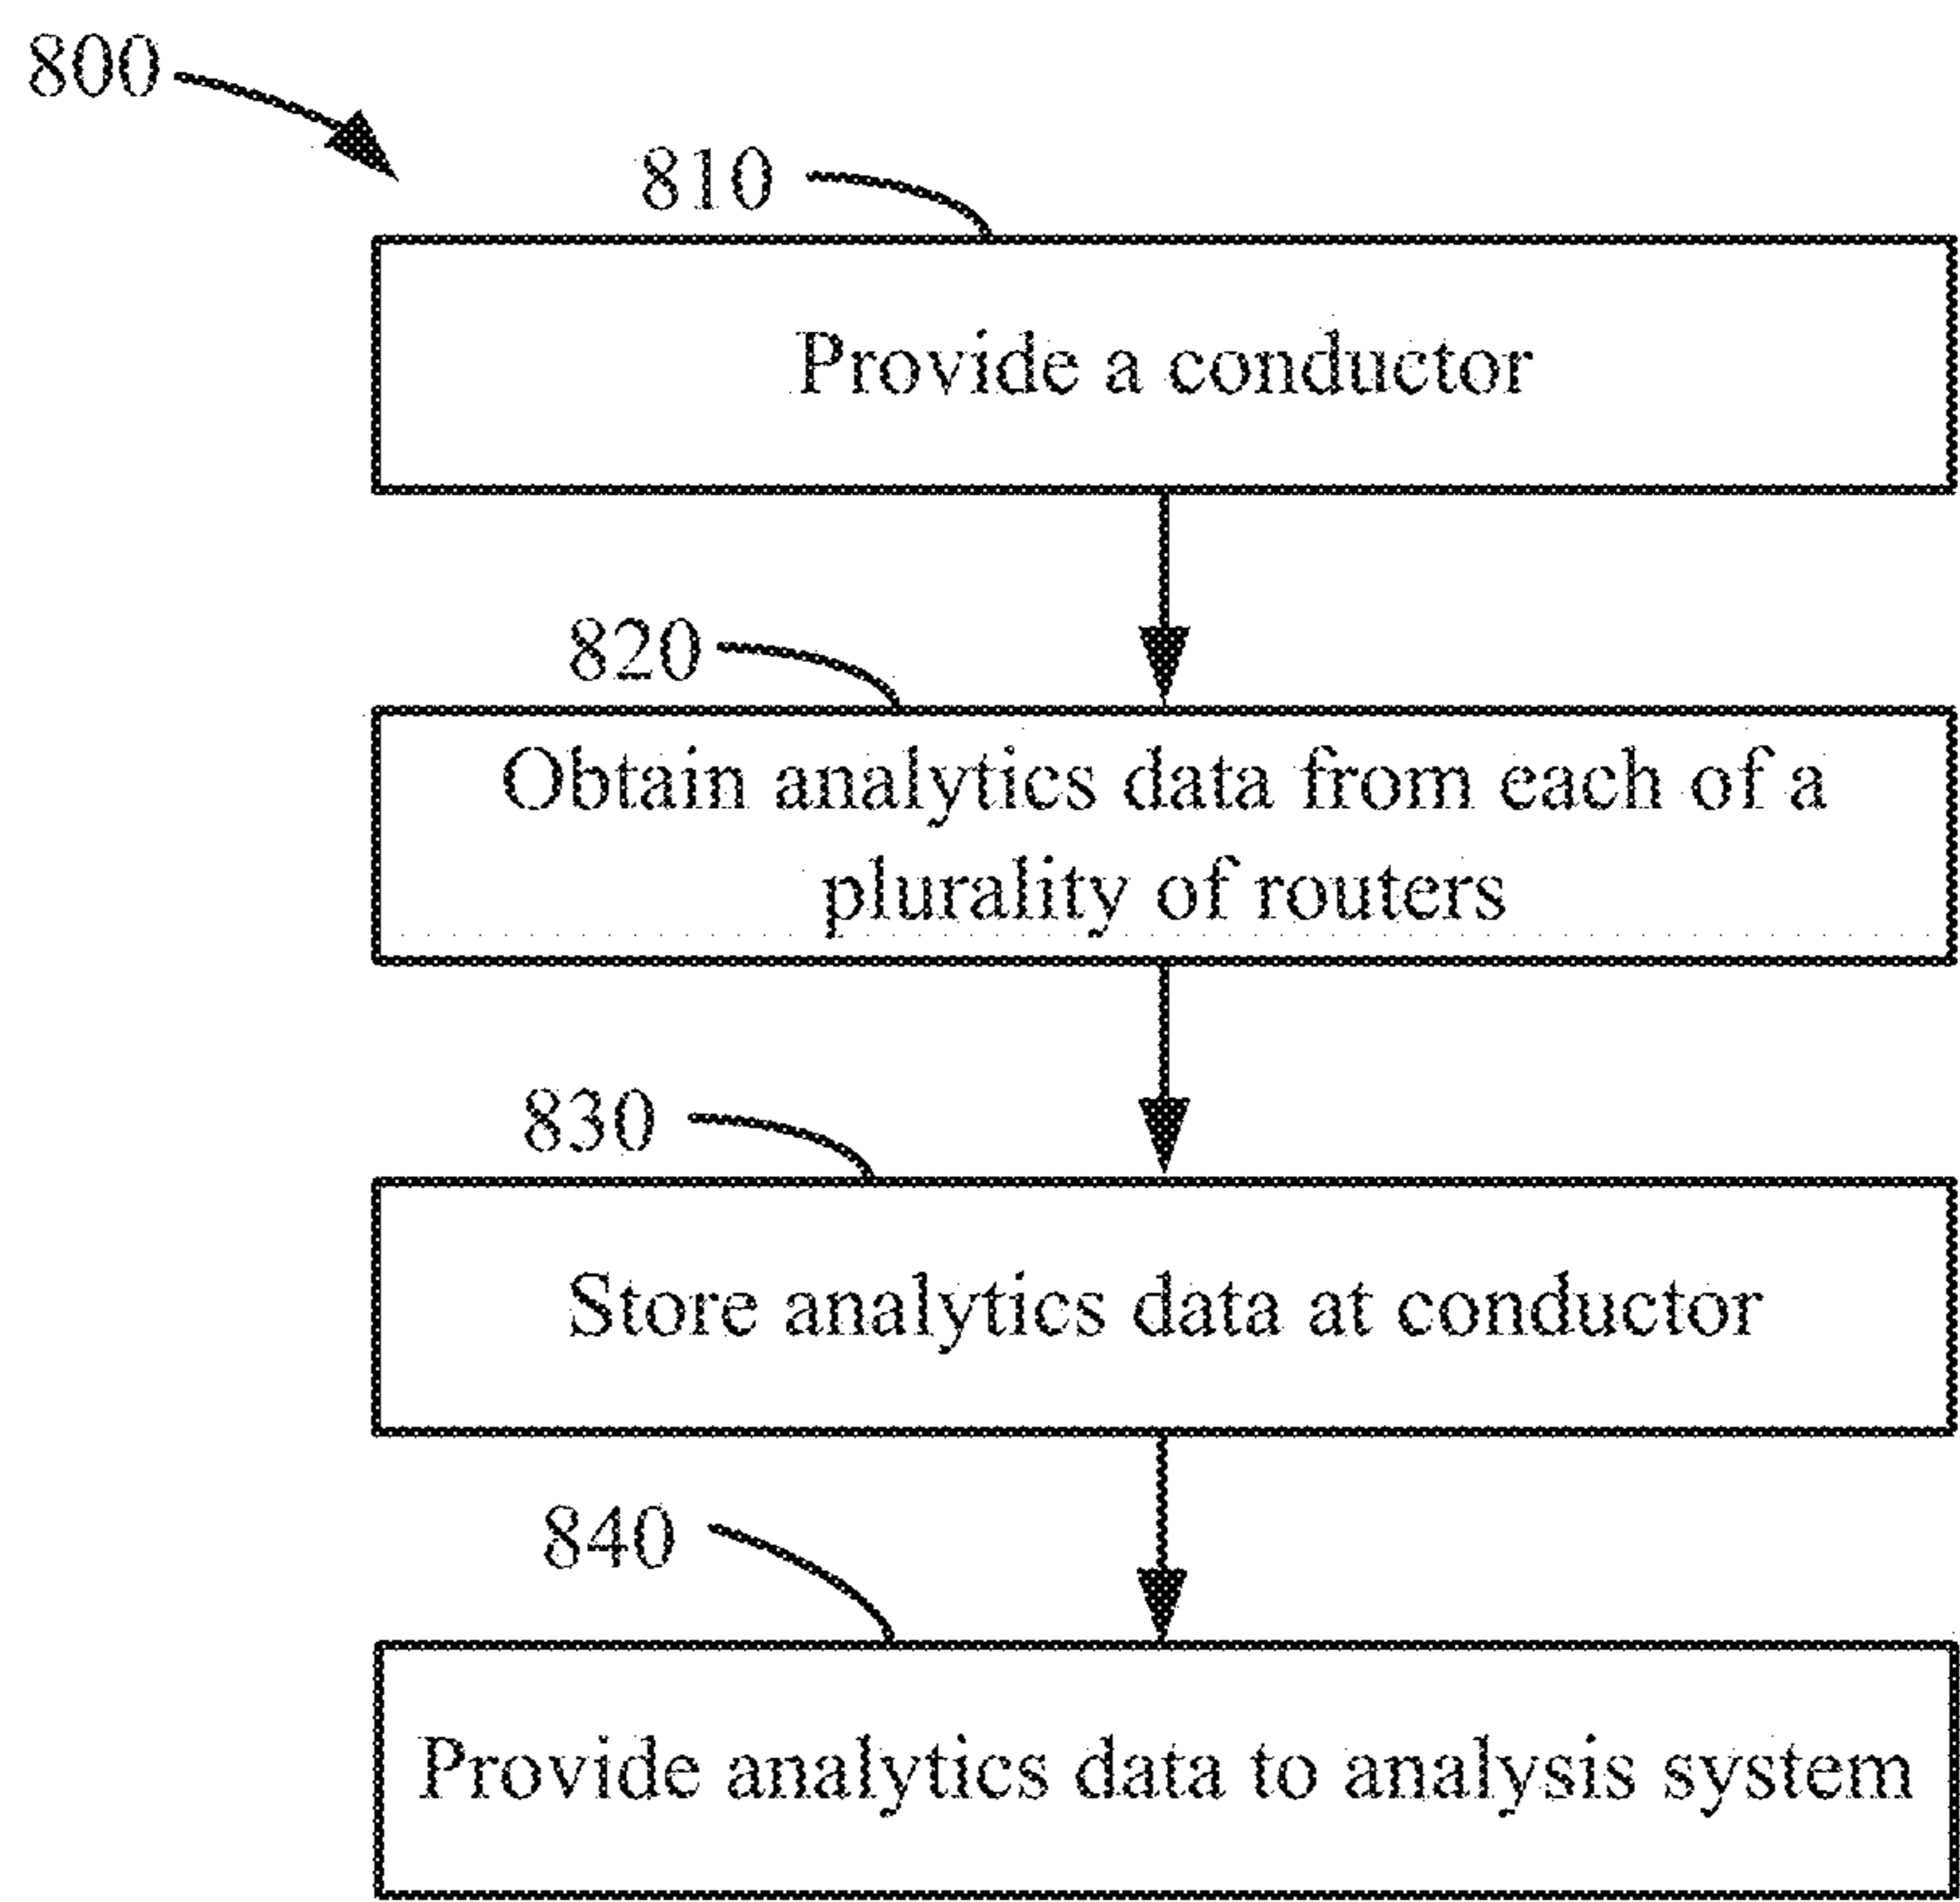 800
810
Provide a conductor
820
Obtain analytics data from each of a
plurality of routers
830
Store analytics data at conductor
840
Provide analytics data to analysis system